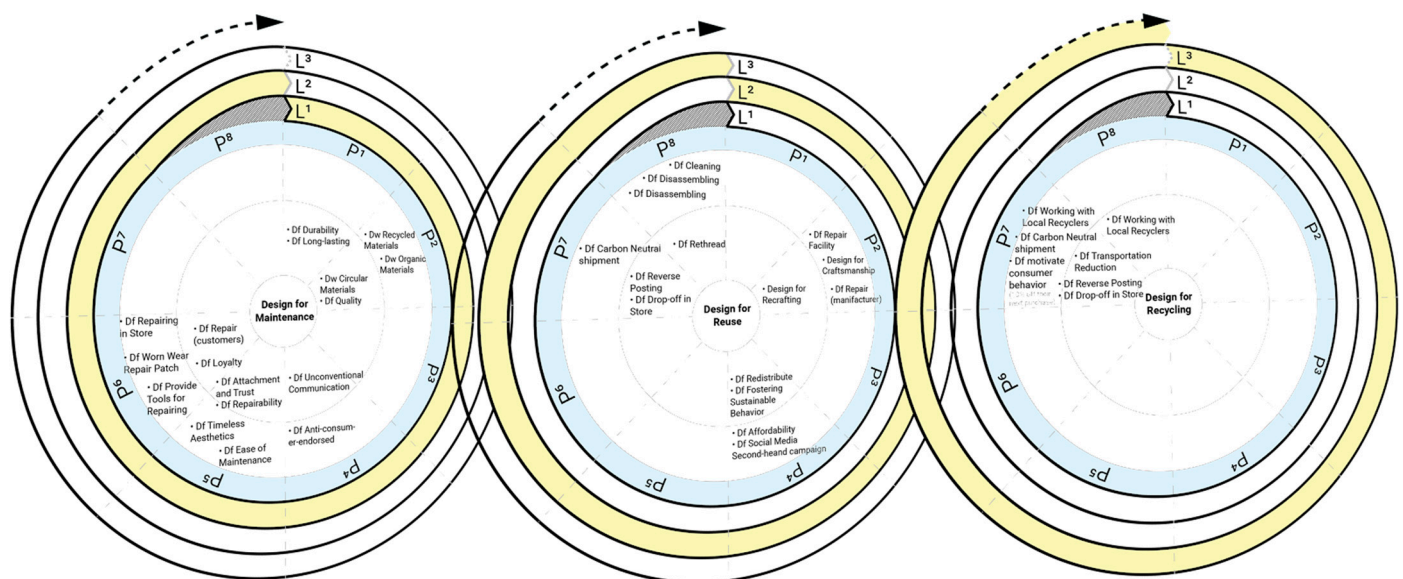 L³
L²
L¹
P⁸
P¹
P⁷
P²
• Df Durability
• Df Long-lasting
• Dw Recycled
Materials
• Dw Organic
Materials
• Dw Circular
Materials
• Df Quality
Design for
Maintenance
• Df Repairing
in Store
• Df Repair
(customers)
• Df Worn Wear
Repair Patch
• Df Loyalty
• Df Provide
Tools for
Repairing
• Df Attachment
and Trust
• Df Repairability
• Df Unconventional
Communication
• Df Timeless
Aesthetics
• Df Ease of
Maintenance
• Df Anti-consum-
er-endorsed
P⁶
P³
P⁵
P⁴
L³
L²
L¹
P⁸
P¹
P⁷
P²
• Df Cleaning
• Df Disassembling
• Df Disassembling
• Df Carbon Neutral
shipment
• Df Rethread
• Df Reverse
Posting
• Df Drop-off in
Store
• Df Repair
Facility
• Design for
Craftsmanship
• Df Repair
(manifacturer)
• Design for
Recrafting
Design for
Reuse
• Df Redistribute
• Df Fostering
Sustainable
Behavior
• Df Affordability
• Df Social Media
Second-heand campaign
P⁶
P³
P⁵
P⁴
L³
L²
L¹
P⁸
P¹
P⁷
P²
• Df Working with
Local Recyclers
• Df Carbon Neutral
shipment
• Df motivate
consumer
behavior
• Df Working with
Local Recyclers
• Df Transportation
Reduction
• Df Reverse Posting
• Df Drop-off in Store
Design for
Recycling
P⁶
P³
P⁵
P⁴